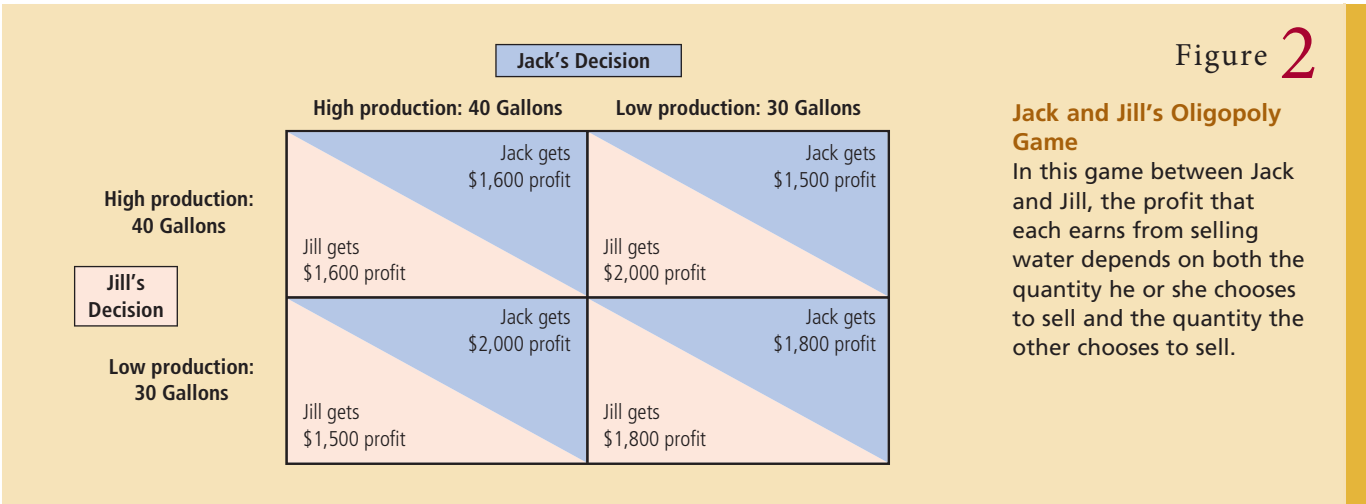 Jack's Decision
High production: 40 Gallons
Low production: 30 Gallons
High production:
40 Gallons
Jill's
Decision
Low production:
30 Gallons
Jack gets
$1,600 profit
Jill gets
$1,600 profit
Jack gets
$1,500 profit
Jill gets
$2,000 profit
Jack gets
$2,000 profit
Jill gets
$1,500 profit
Jack gets
$1,800 profit
Jill gets
$1,800 profit
Figure 2
Jack and Jill's Oligopoly
Game
In this game between Jack
and Jill, the profit that
each earns from selling
water depends on both the
quantity he or she chooses
to sell and the quantity the
other chooses to sell.